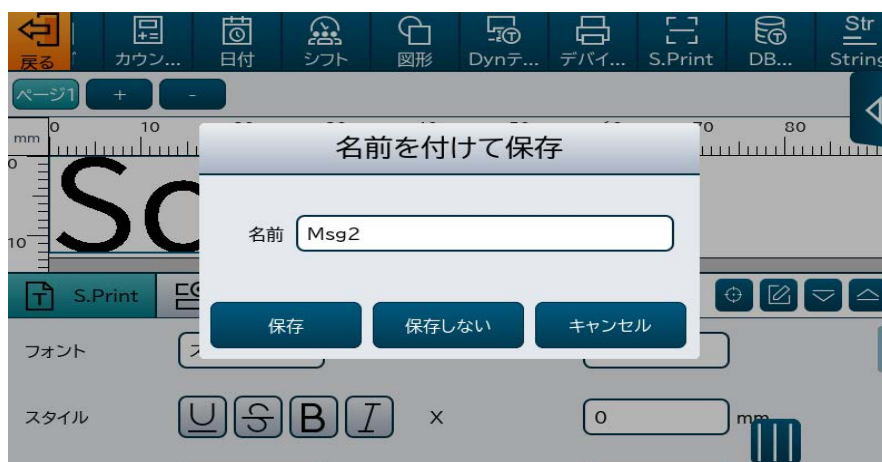 戻る
カウン...
日付
シフト
図形
Dynテ...
デバイ...
S.Print
DB...
Str
String
ページ1 + -
mm 0 10 70 80
0
10
名前を付けて保存
名前 Msg2
保存 保存しない キャンセル
S.Print
フォント
スタイル U S B I X 0 mm